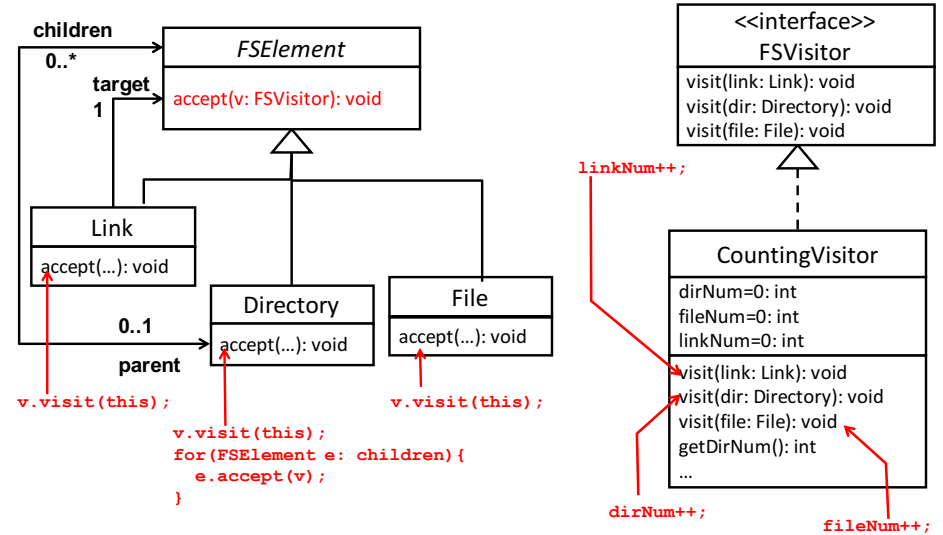 children
0..*
FSElement
accept(v: FSVisitor): void
target
1
Link
accept(...): void
Directory
accept(...): void
File
accept(...): void
0..1
parent
v.visit(this);
v.visit(this);
for(FSElement e: children){
e.accept(v);
}
v.visit(this);
<<interface>>
FSVisitor
visit(link: Link): void
visit(dir: Directory): void
visit(file: File): void
linkNum++;
CountingVisitor
dirNum=0: int
fileNum=0: int
linkNum=0: int
visit(link: Link): void
visit(dir: Directory): void
visit(file: File): void
getDirNum(): int
...
dirNum++;
fileNum++;